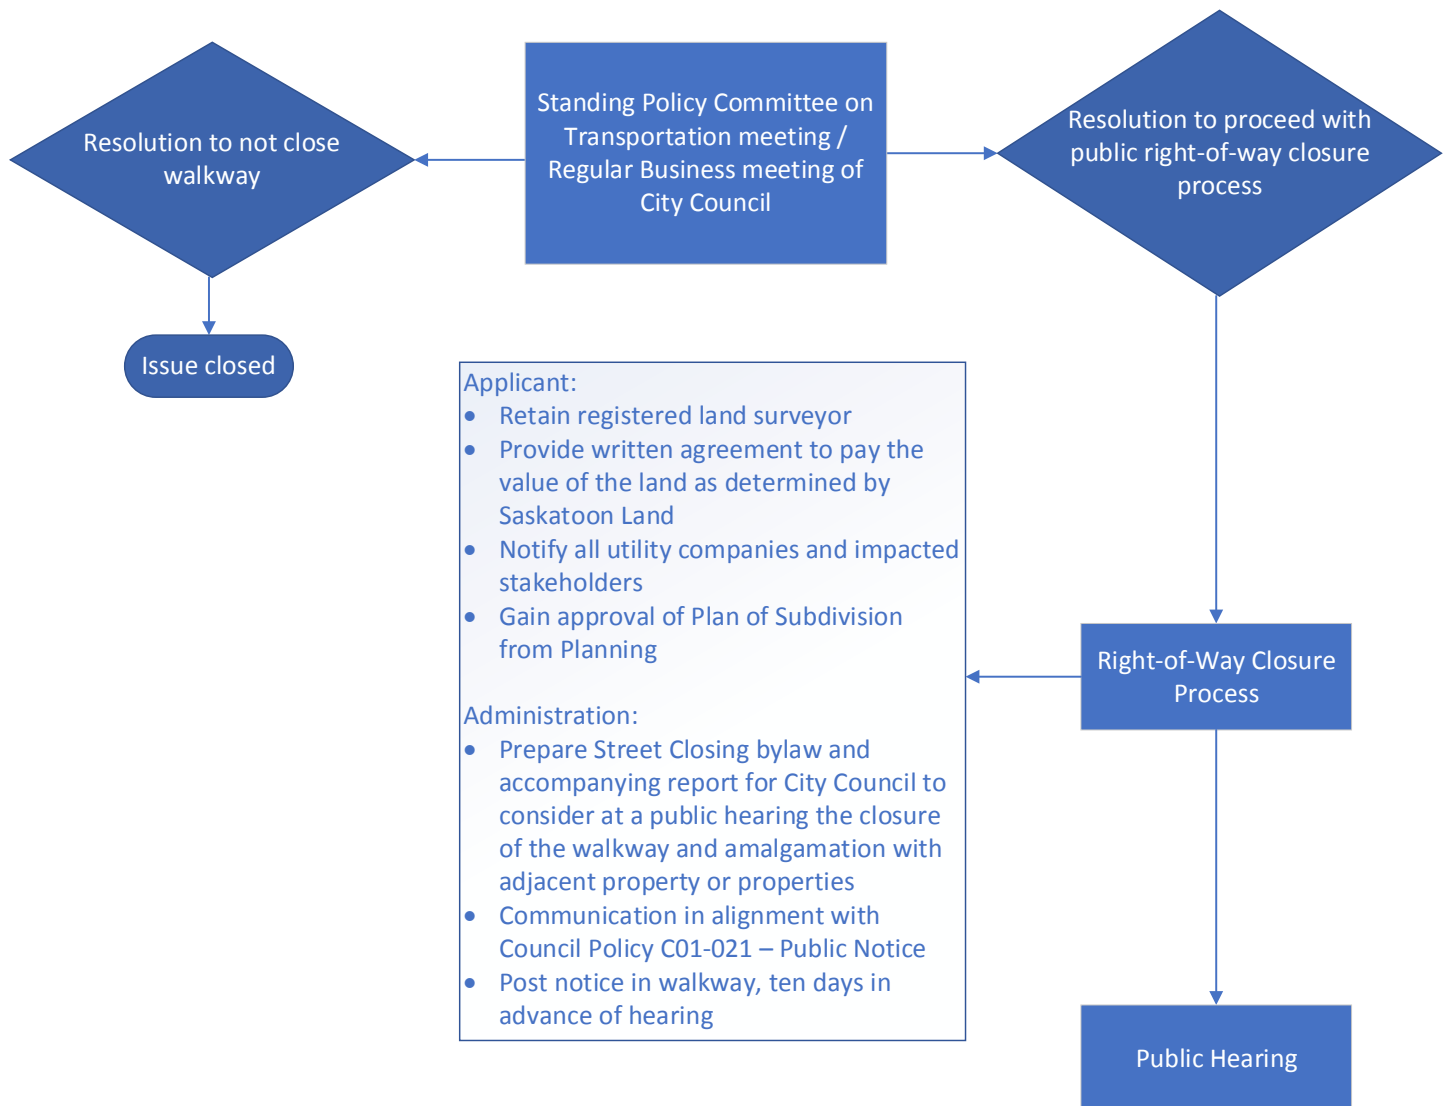 Resolution to not close
walkway
Standing Policy Committee on
Transportation meeting /
Regular Business meeting of
City Council
Resolution to proceed with
public right-of-way closure
process
Issue closed
Applicant:
• Retain registered land surveyor
• Provide written agreement to pay the
value of the land as determined by
Saskatoon Land
• Notify all utility companies and impacted
stakeholders
• Gain approval of Plan of Subdivision
from Planning
Administration:
• Prepare Street Closing bylaw and
accompanying report for City Council to
consider at a public hearing the closure
of the walkway and amalgamation with
adjacent property or properties
• Communication in alignment with
Council Policy C01-021 – Public Notice
• Post notice in walkway, ten days in
advance of hearing
Right-of-Way Closure
Process
Public Hearing